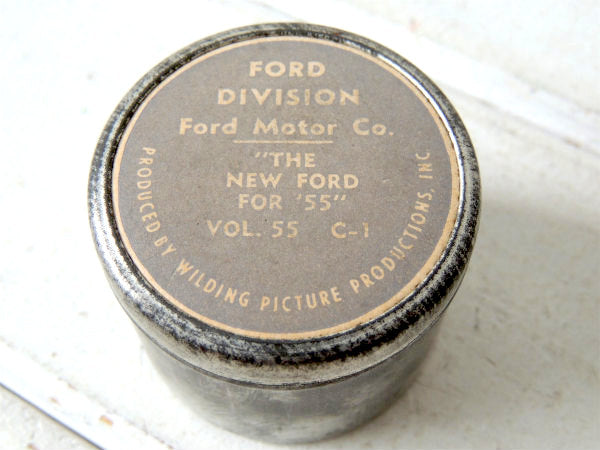 FORD
DIVISION
Ford Motor Co.
"THE
NEW FORD
FOR '55"
VOL. 55 C-1
PRODUCED BY WILDING PICTURE PRODUCTIONS, INC